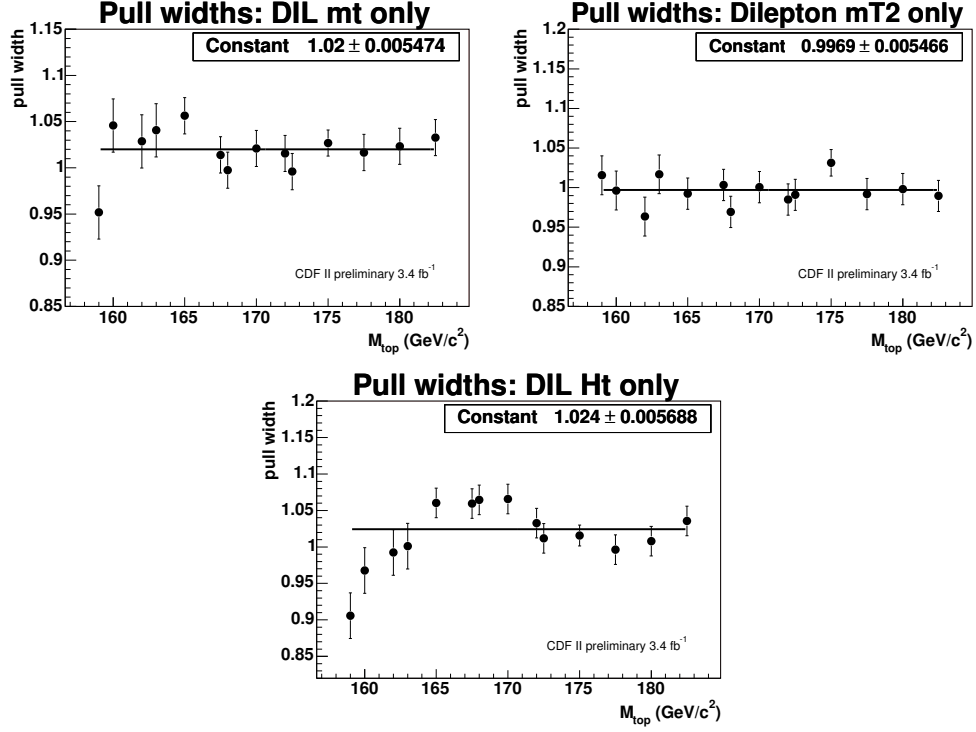 Pull widths: DIL mt only
Constant 1.02 ± 0.005474
pull width
1.15
1.1
1.05
1
0.95
0.9
0.85
CDF II preliminary 3.4 fb⁻¹
160 165 170 175 180
M_top (GeV/c²)
Pull widths: Dilepton mT2 only
Constant 0.9969 ± 0.005466
pull width
1.2
1.15
1.1
1.05
1
0.95
0.9
0.85
CDF II preliminary 3.4 fb⁻¹
160 165 170 175 180
M_top (GeV/c²)
Pull widths: DIL Ht only
Constant 1.024 ± 0.005688
pull width
1.2
1.15
1.1
1.05
1
0.95
0.9
0.85
CDF II preliminary 3.4 fb⁻¹
160 165 170 175 180
M_top (GeV/c²)